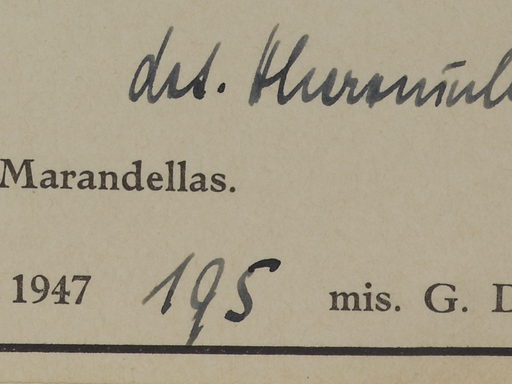 det.
Marandellas.
1947 195 mis. G. D